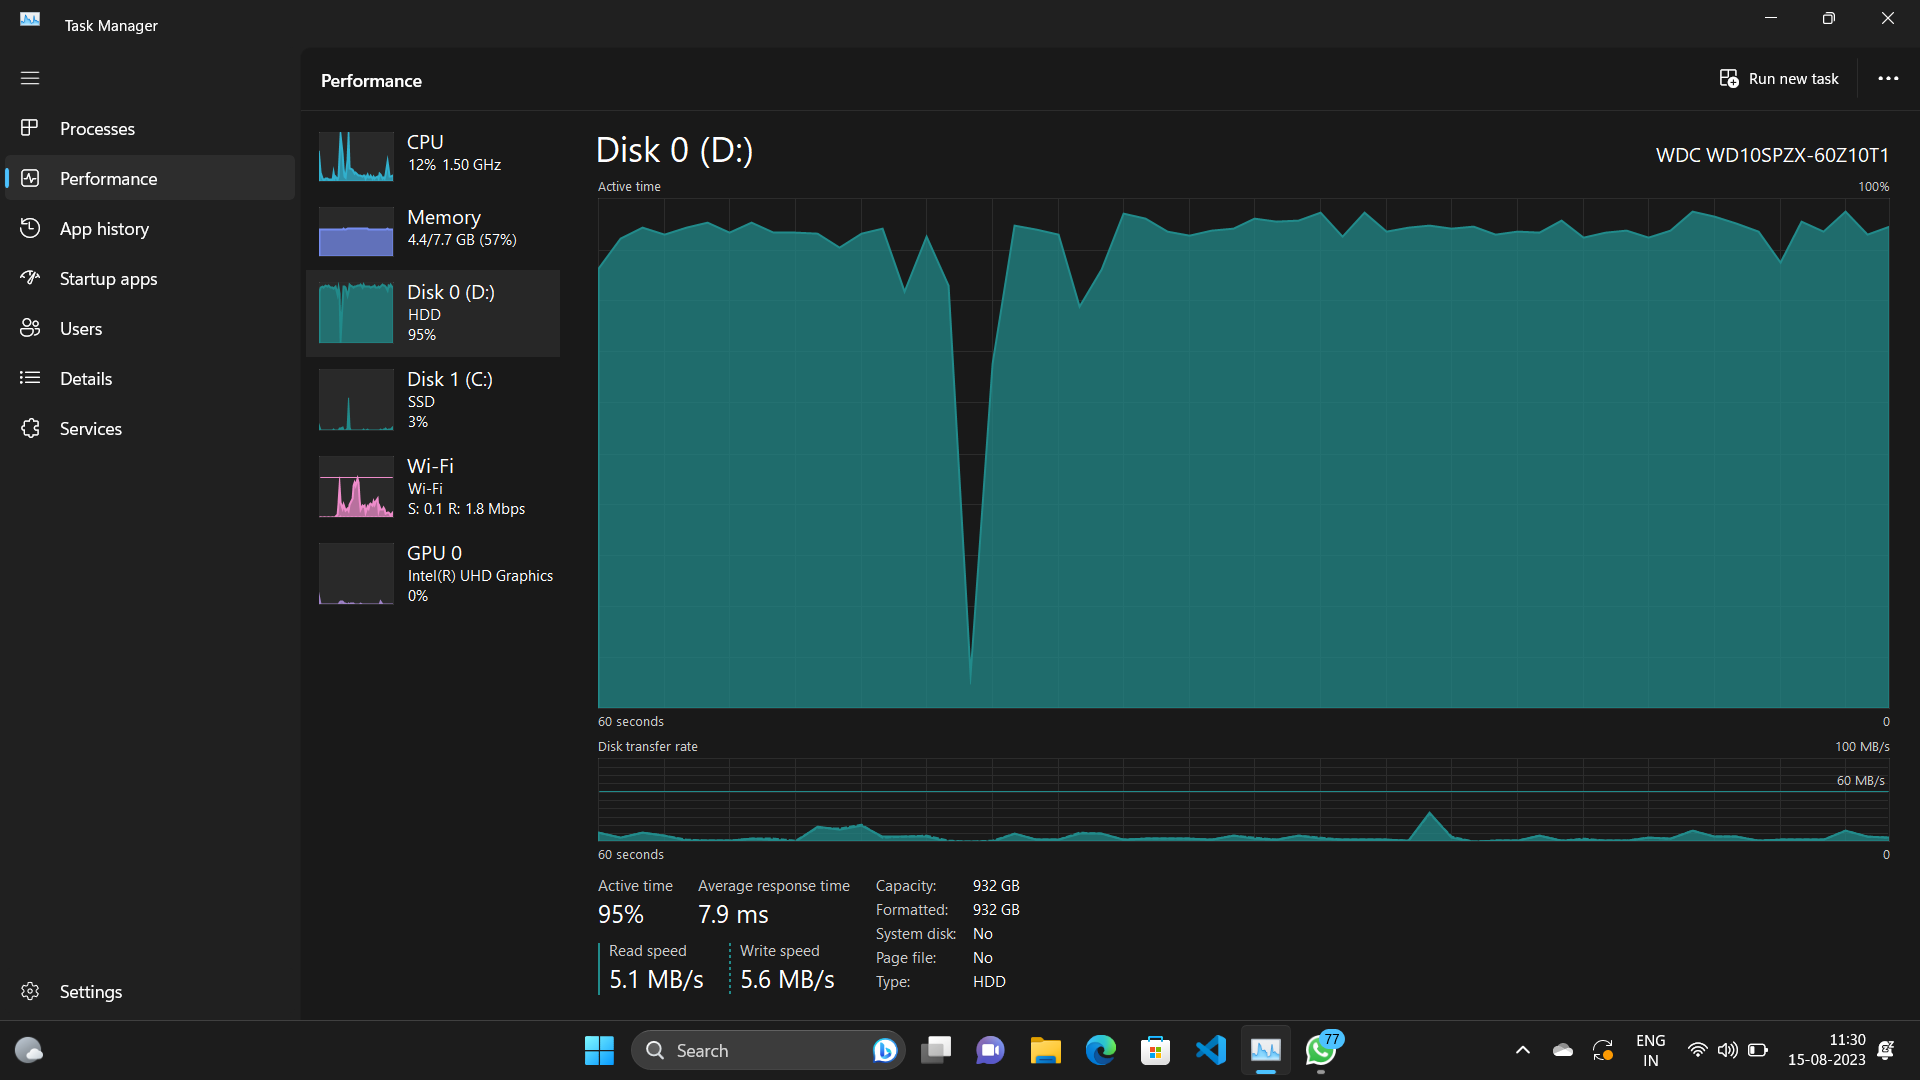 Task Manager
Processes
Performance
App history
Startup apps
Users
Details
Services
Settings
Performance
Run new task
CPU
12% 1.50 GHz
Memory
4.4/7.7 GB (57%)
Disk 0 (D:)
HDD
95%
Disk 1 (C:)
SSD
3%
Wi-Fi
Wi-Fi
S: 0.1 R: 1.8 Mbps
GPU 0
Intel(R) UHD Graphics
0%
Disk 0 (D:)
WDC WD10SPZX-60Z10T1
Active time
100%
60 seconds
0
Disk transfer rate
100 MB/s
60 MB/s
60 seconds
0
Active time
95%
Average response time
7.9 ms
Read speed
5.1 MB/s
Write speed
5.6 MB/s
Capacity: 932 GB
Formatted: 932 GB
System disk: No
Page file: No
Type: HDD
Search
77
ENG
IN
11:30
15-08-2023